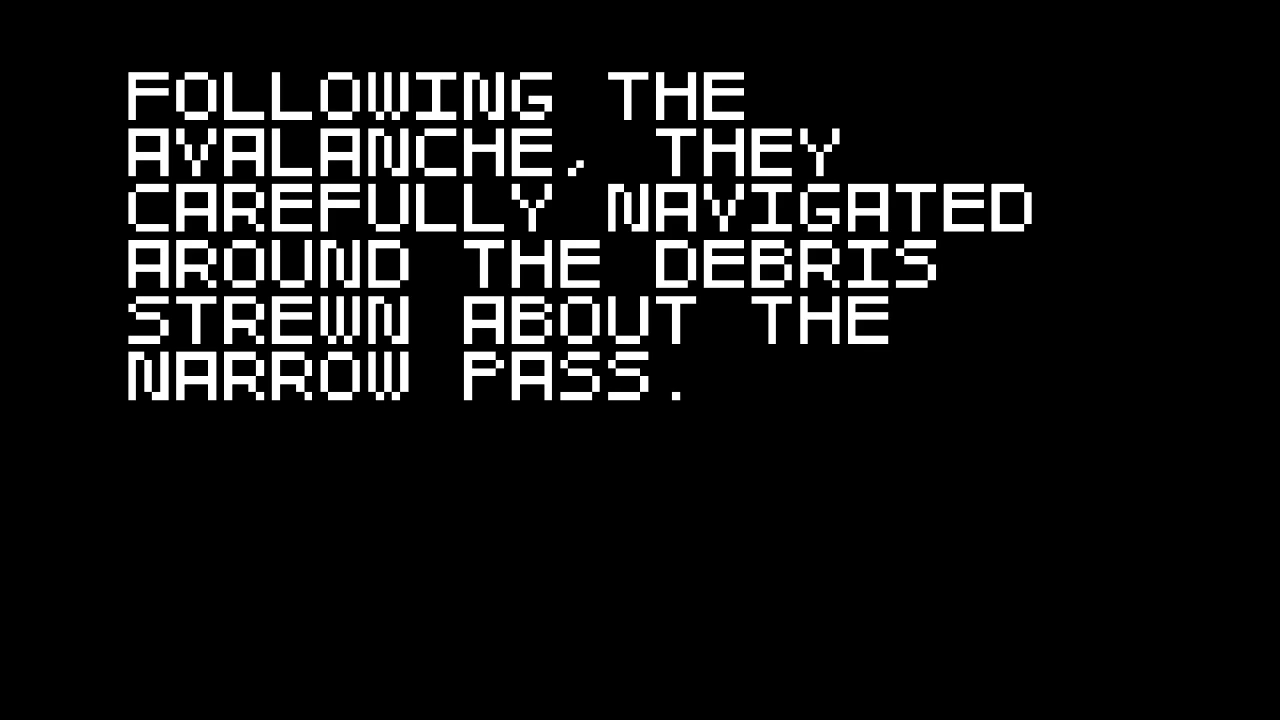 FOLLOWING THE
AVALANCHE, THEY
CAREFULLY NAVIGATED
AROUND THE DEBRIS
STREWN ABOUT THE
NARROW PASS.